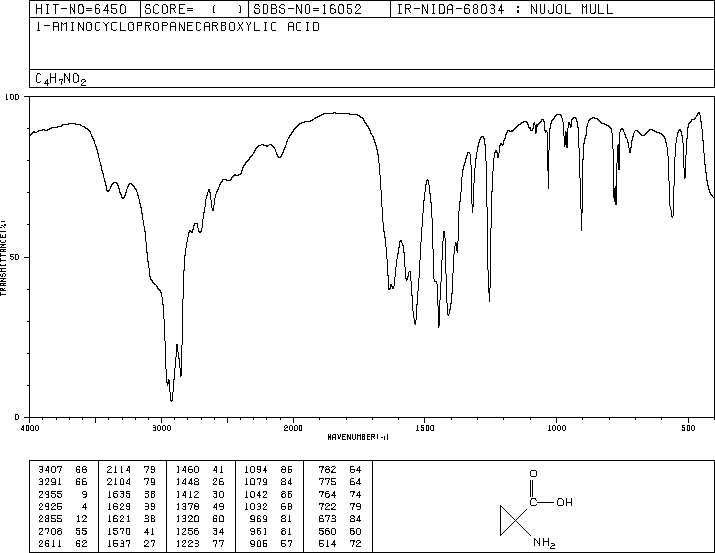 HIT-NO=6450 SCORE= ( ) SDBS-NO=16052 IR-NIDA-68034 : NUJOL MULL
1-AMINOCYCLOPROPANECARBOXYLIC ACID
C4H7NO2
100
50
0
TRANSMITTANCE(%)
4000 3000 2000 1500 1000 500
WAVENUMBER(-1)
3407 68 2114 79 1460 41 1094 86 782 64
3291 66 2104 79 1448 26 1079 84 775 64
2955 9 1635 38 1412 30 1042 86 764 74
2925 4 1629 39 1378 49 1032 68 722 79
2855 12 1621 38 1320 60 969 81 673 84
2708 55 1570 41 1256 34 961 81 560 60
2611 62 1537 27 1223 77 906 57 514 72
O
C OH
NH2